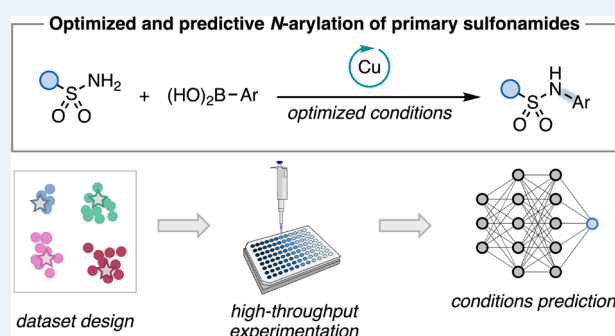 Optimized and predictive N-arylation of primary sulfonamides
NH₂
S
O O
+
(HO)₂B–Ar
Cu
optimized conditions
H
N
S
Ar
O O
dataset design
high-throughput
experimentation
conditions prediction